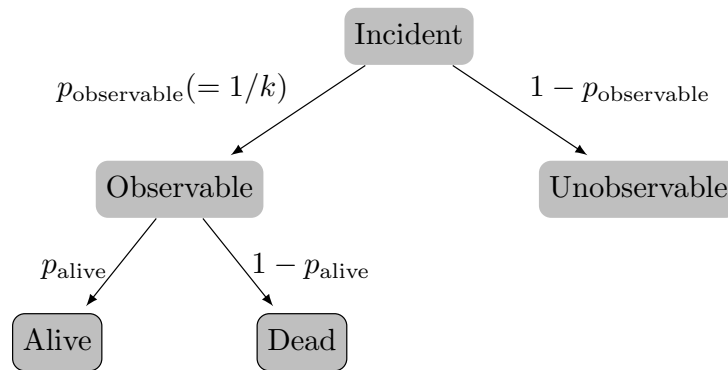 Incident
p_observable(= 1/k)
1 − p_observable
Observable
Unobservable
p_alive
1 − p_alive
Alive
Dead